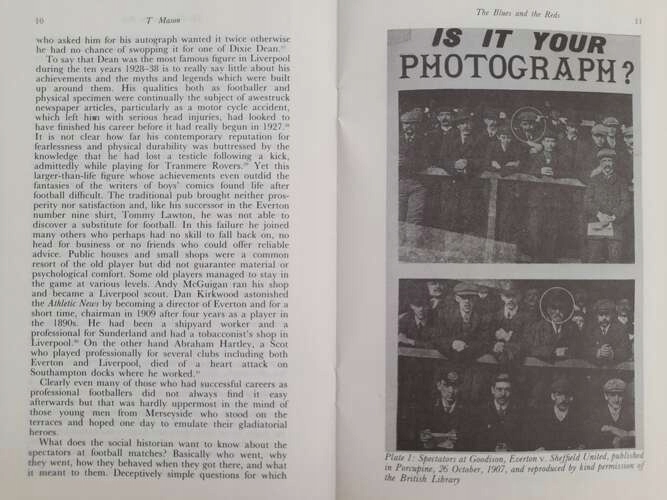 10 T Mason
who asked him for his autograph wanted it twice otherwise
he had no chance of swopping it for one of Dixie Dean.
To say that Dean was the most famous figure in Liverpool
during the ten years 1928-38 is to really say little about his
achievements and the myths and legends which were built
up around them. His qualities both as footballer and
physical specimen were continually the subject of awestruck
newspaper articles, particularly as a motor cycle accident,
which left him with serious head injuries, had looked to
have finished his career before it had really begun in 1927.
It is not clear how far his contemporary reputation for
fearlessness and physical durability was buttressed by the
knowledge that he had lost a testicle following a kick,
admittedly while playing for Tranmere Rovers. Yet this
larger-than-life figure whose achievements even outdid the
fantasies of the writers of boys' comics found life after
football difficult. The traditional pub brought neither pros-
perity nor satisfaction and, like his successor in the Everton
number nine shirt, Tommy Lawton, he was not able to
discover a substitute for football. In this failure he joined
many others who perhaps had no skill to fall back on, no
head for business or no friends who could offer reliable
advice. Public houses and small shops were a common
resort of the old player but did not guarantee material or
psychological comfort. Some old players managed to stay in
the game at various levels. Andy McGuigan ran his shop
and became a Liverpool scout. Dan Kirkwood astonished
the Athletic News by becoming a director of Everton and for a
short time, chairman in 1909 after four years as a player in
the 1890s. He had been a shipyard worker and a
professional for Sunderland and had a tobacconist's shop in
Liverpool. On the other hand Abraham Hartley, a Scot
who played professionally for several clubs including both
Everton and Liverpool, died of a heart attack on
Southampton docks where he worked.
Clearly even many of those who had successful careers as
professional footballers did not always find it easy
afterwards but that was hardly uppermost in the mind of
those young men from Merseyside who stood on the
terraces and hoped one day to emulate their gladiatorial
heroes.
What does the social historian want to know about the
spectators at football matches? Basically who went, why
they went, how they behaved when they got there, and what
it meant to them. Deceptively simple questions for which
The Blues and the Reds 11
IS IT YOUR
PHOTOGRAPH?
Plate 1: Spectators at Goodison, Everton v. Sheffield United, published
in Porcupine, 26 October, 1907, and reproduced by kind permission of
the British Library